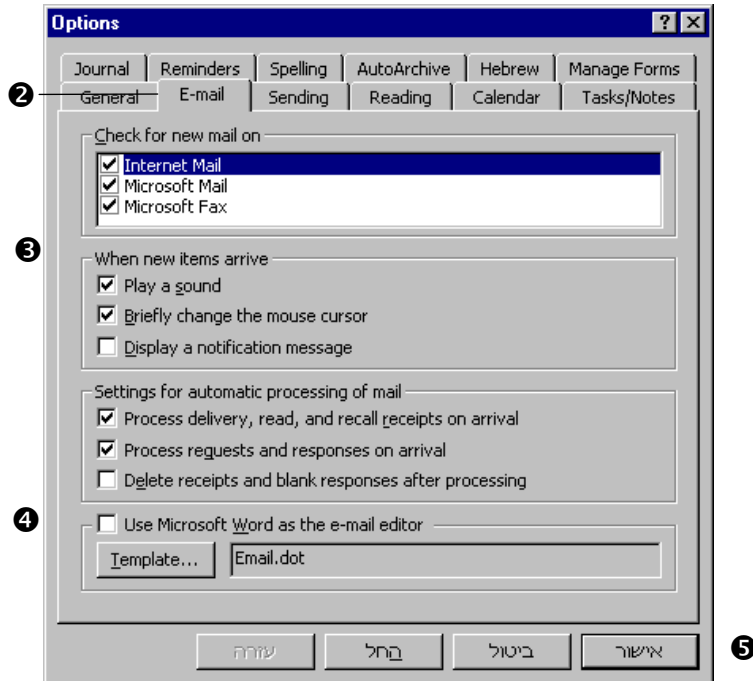 Options
Journal Reminders Spelling AutoArchive Hebrew Manage Forms
❷ General E-mail Sending Reading Calendar Tasks/Notes
Check for new mail on
Internet Mail
Microsoft Mail
Microsoft Fax
❸
When new items arrive
Play a sound
Briefly change the mouse cursor
Display a notification message
Settings for automatic processing of mail
Process delivery, read, and recall receipts on arrival
Process requests and responses on arrival
Delete receipts and blank responses after processing
❹ Use Microsoft Word as the e-mail editor
Template... Email.dot
עזרה החל ביטול אישור ❺